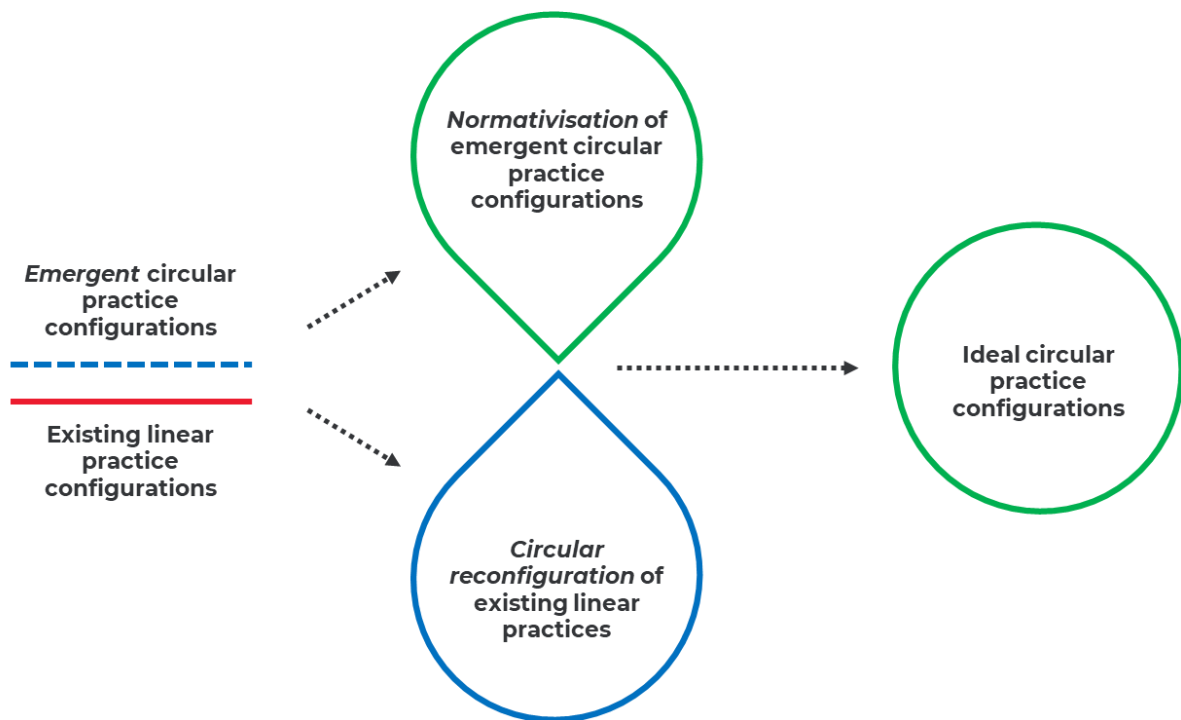 Normativisation of
emergent circular
practice
configurations
Emergent circular
practice
configurations
Existing linear
practice
configurations
Circular
reconfiguration of
existing linear
practices
Ideal circular
practice
configurations